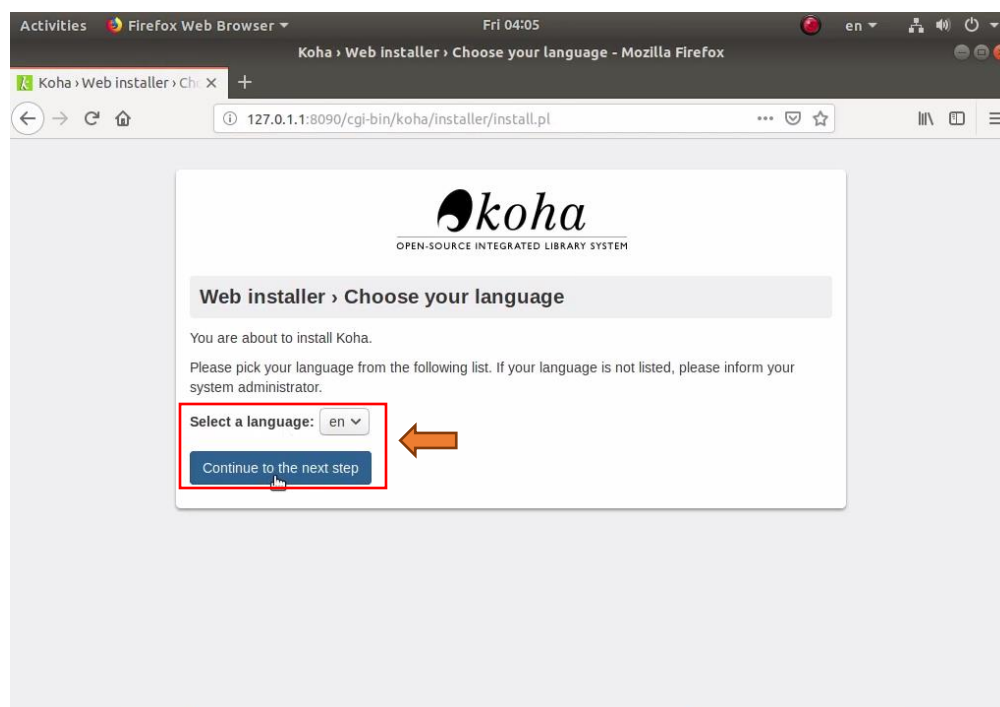 Activities Firefox Web Browser Fri 04:05 en
Koha › Web installer › Choose your language - Mozilla Firefox
Koha › Web installer › Ch
127.0.1.1:8090/cgi-bin/koha/installer/install.pl
koha
OPEN-SOURCE INTEGRATED LIBRARY SYSTEM
Web installer › Choose your language
You are about to install Koha.
Please pick your language from the following list. If your language is not listed, please inform your
system administrator.
Select a language: en
Continue to the next step